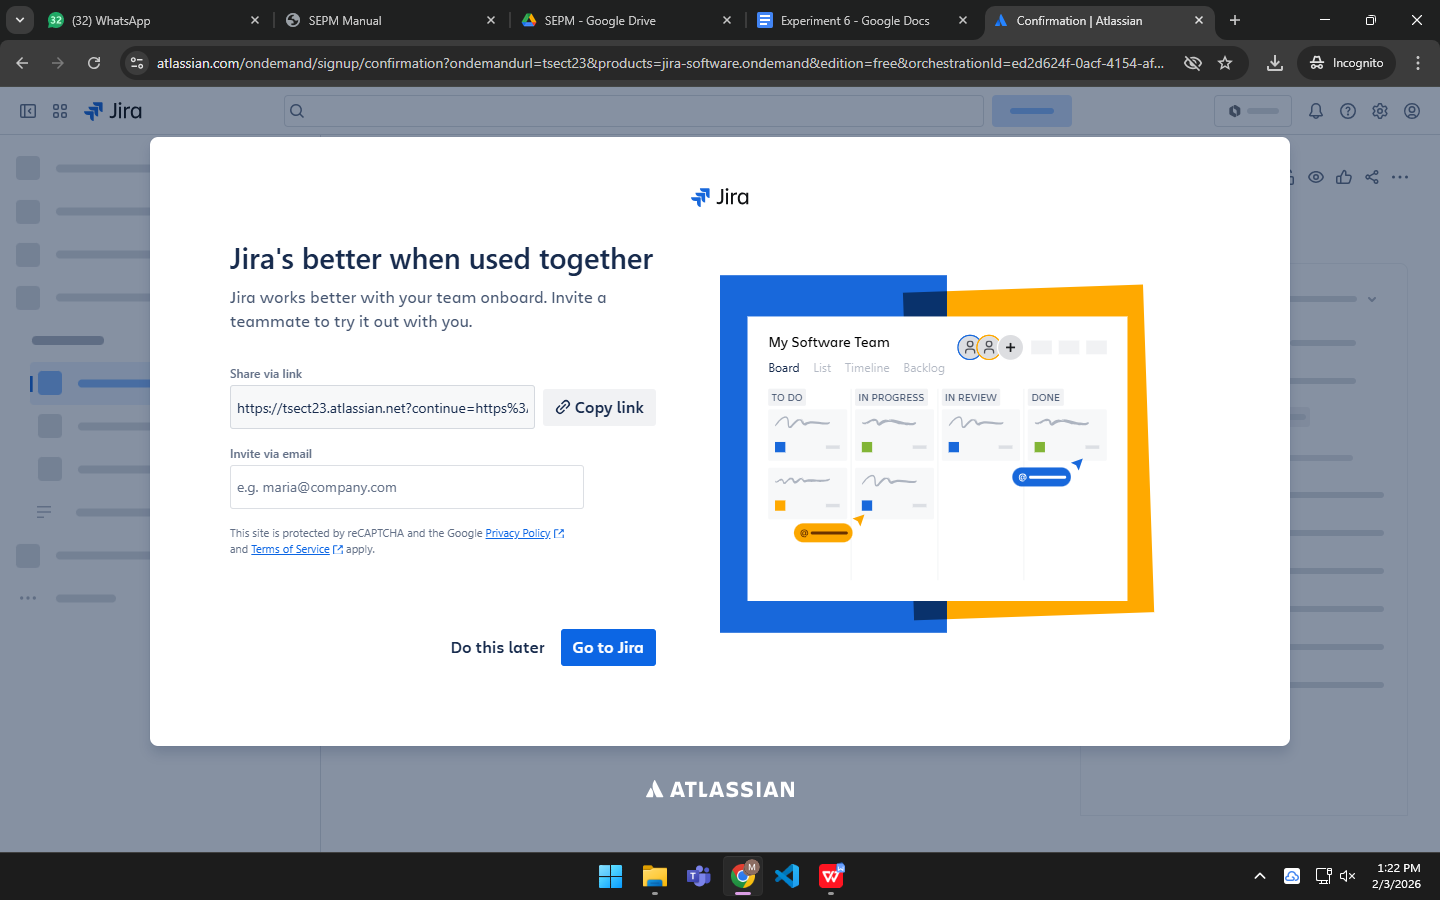 (32) WhatsApp
SEPM Manual
SEPM - Google Drive
Experiment 6 - Google Docs
Confirmation | Atlassian
atlassian.com/ondemand/signup/confirmation?ondemandurl=tsect23&products=jira-software.ondemand&edition=free&orchestrationId=ed2d624f-0acf-4154-af...
Incognito
Jira
Jira
Jira's better when used together
Jira works better with your team onboard. Invite a
teammate to try it out with you.
Share via link
https://tsect23.atlassian.net?continue=https%3A
Copy link
Invite via email
e.g. maria@company.com
This site is protected by reCAPTCHA and the Google Privacy Policy
and Terms of Service apply.
Do this later
Go to Jira
My Software Team
Board List Timeline Backlog
TO DO IN PROGRESS IN REVIEW DONE
@
@
ATLASSIAN
1:22 PM
2/3/2026